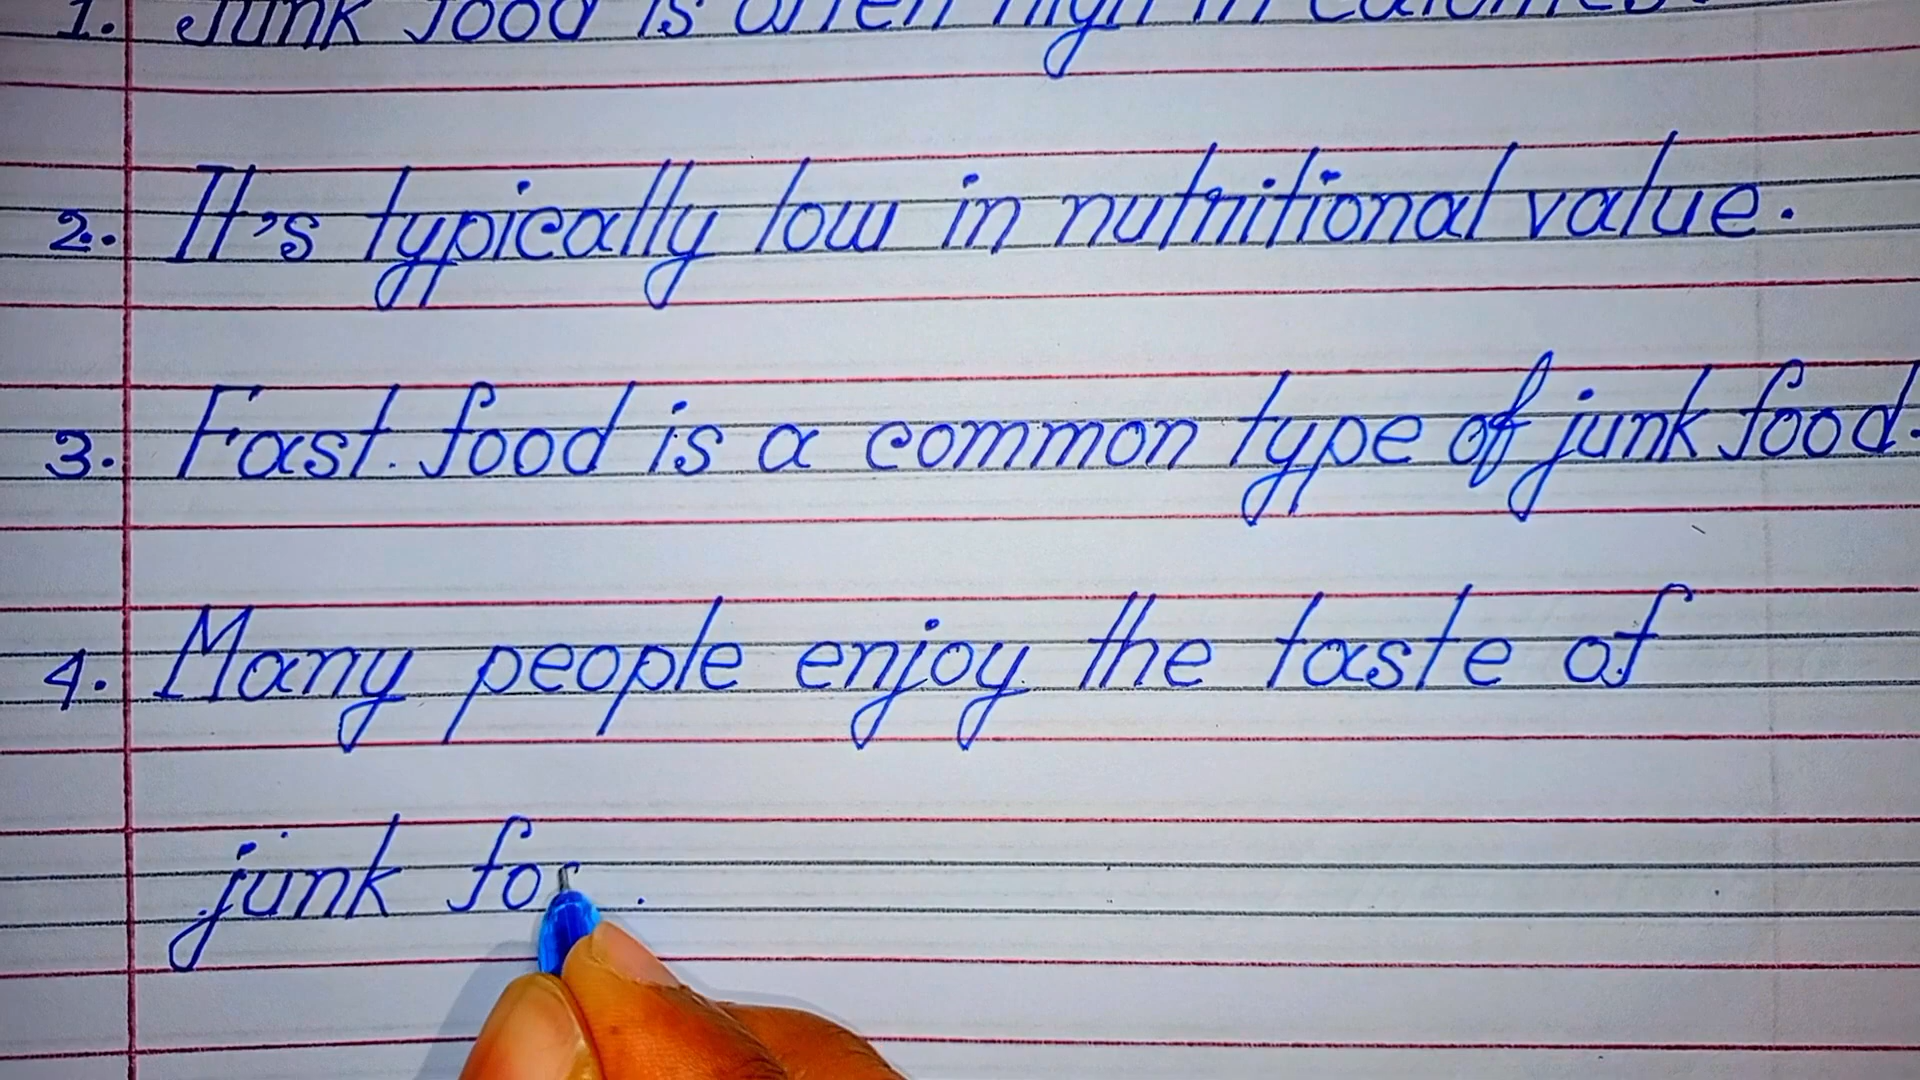 1. Junk food is often high in calories.
2. It's typically low in nutritional value.
3. Fast food is a common type of junk food.
4. Many people enjoy the taste of
junk fo